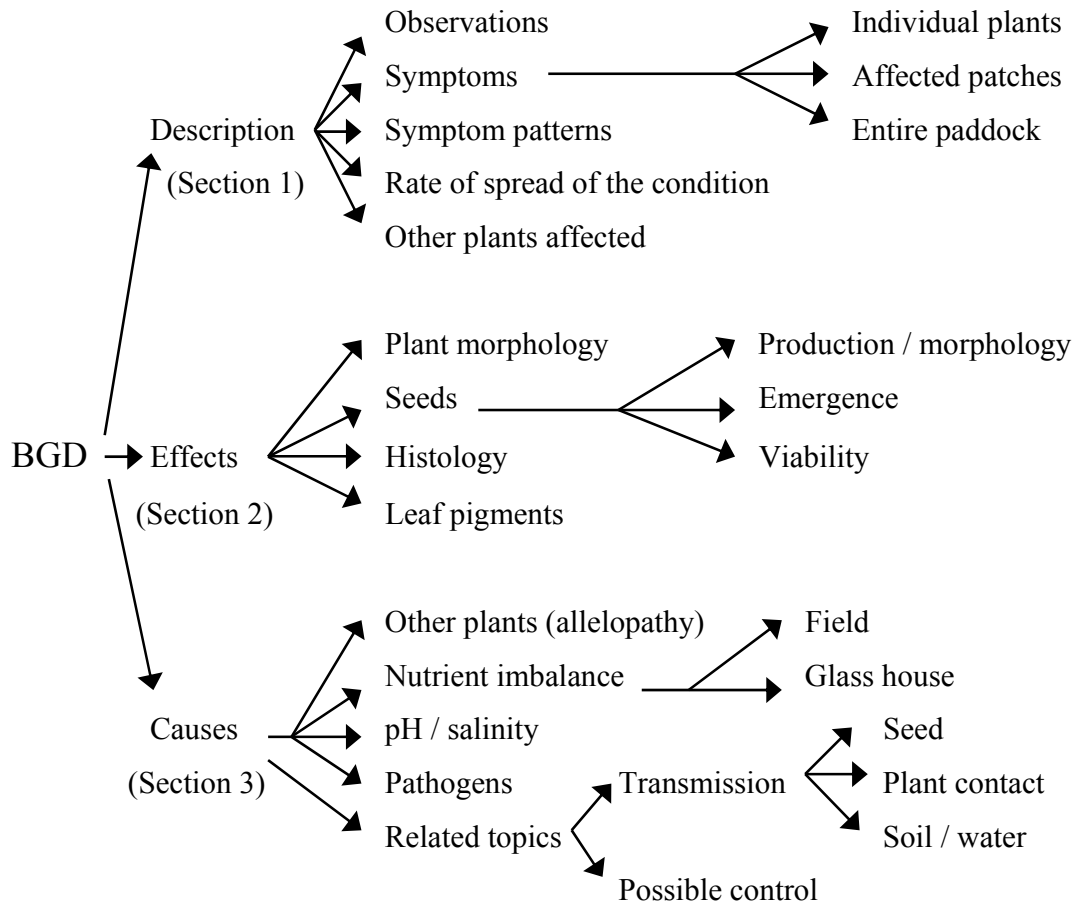 Observations
Individual plants
Symptoms
Affected patches
Description
Symptom patterns
Entire paddock
(Section 1)
Rate of spread of the condition
Other plants affected
Plant morphology
Production / morphology
Seeds
Emergence
BGD
Effects
Histology
Viability
(Section 2)
Leaf pigments
Other plants (allelopathy)
Field
Nutrient imbalance
Glass house
Causes
pH / salinity
Seed
(Section 3)
Pathogens
Transmission
Plant contact
Related topics
Soil / water
Possible control